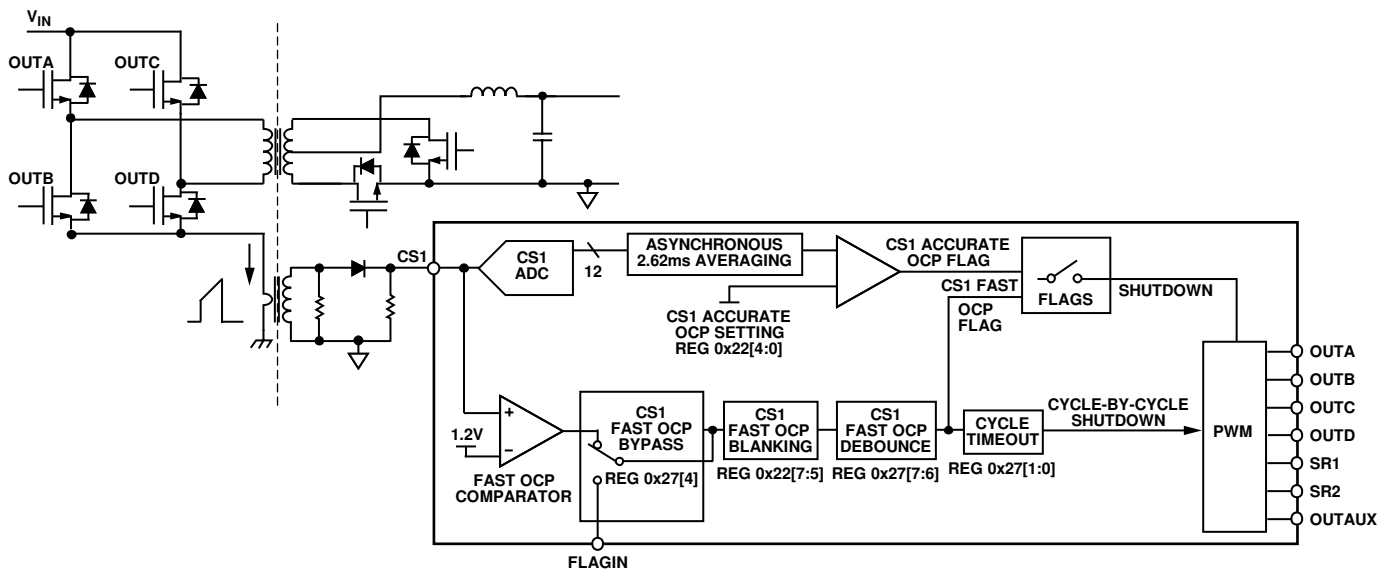 VIN
OUTA
OUTC
OUTB
OUTD
CS1
CS1
ADC
12
ASYNCHRONOUS
2.62ms AVERAGING
CS1 ACCURATE
OCP SETTING
REG 0x22[4:0]
CS1 ACCURATE
OCP FLAG
CS1 FAST
OCP
FLAG
FLAGS
SHUTDOWN
1.2V
+
−
FAST OCP
COMPARATOR
CS1
FAST OCP
BYPASS
REG 0x27[4]
FLAGIN
CS1
FAST OCP
BLANKING
REG 0x22[7:5]
CS1
FAST OCP
DEBOUNCE
REG 0x27[7:6]
CYCLE
TIMEOUT
REG 0x27[1:0]
CYCLE-BY-CYCLE
SHUTDOWN
PWM
OUTA
OUTB
OUTC
OUTD
SR1
SR2
OUTAUX